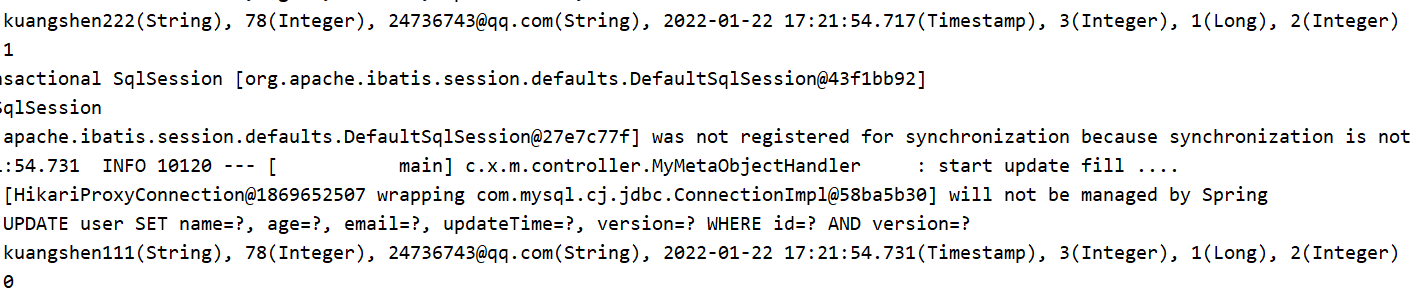 kuangshen222(String), 78(Integer), 24736743@qq.com(String), 2022-01-22 17:21:54.717(Timestamp), 3(Integer), 1(Long), 2(Integer)
1
nsactional SqlSession [org.apache.ibatis.session.defaults.DefaultSqlSession@43f1bb92]
SqlSession
apache.ibatis.session.defaults.DefaultSqlSession@27e7c77f] was not registered for synchronization because synchronization is not
1:54.731  INFO 10120 --- [           main] c.x.m.controller.MyMetaObjectHandler     : start update fill ....
[HikariProxyConnection@1869652507 wrapping com.mysql.cj.jdbc.ConnectionImpl@58ba5b30] will not be managed by Spring
UPDATE user SET name=?, age=?, email=?, updateTime=?, version=? WHERE id=? AND version=?
kuangshen111(String), 78(Integer), 24736743@qq.com(String), 2022-01-22 17:21:54.731(Timestamp), 3(Integer), 1(Long), 2(Integer)
0